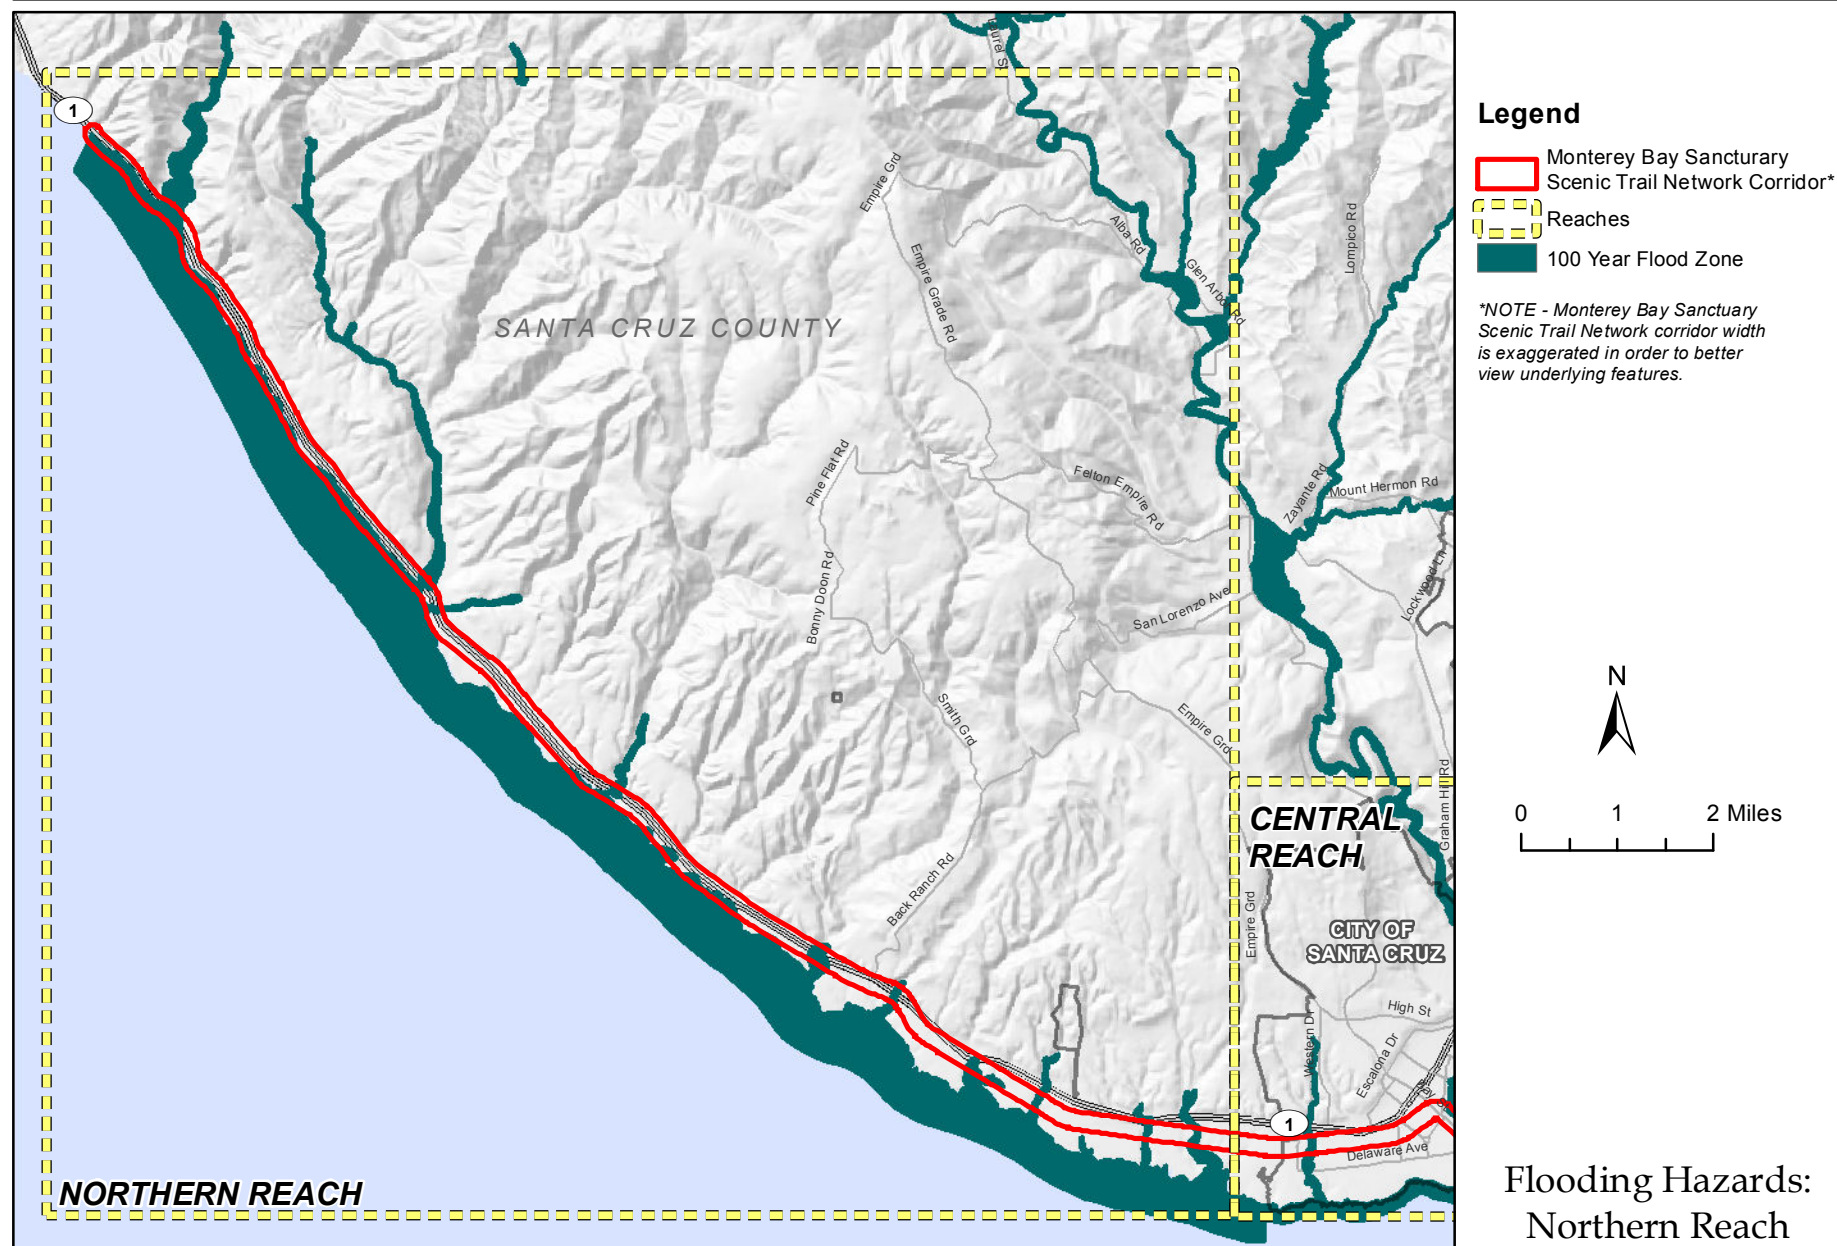 Laurel St
1
Empire Grd
Alba Rd
Glen Arbor Rd
Lompico Rd
Empire Grade Rd
SANTA CRUZ COUNTY
Pine Flat Rd
Felton Empire Rd
Zayante Rd
Mount Hermon Rd
Lockwood Ln
Bonny Doon Rd
San Lorenzo Ave
Smith Grd
Empire Grd
Graham Hill Rd
CENTRAL
REACH
Back Ranch Rd
Empire Grd
CITY OF
SANTA CRUZ
High St
Western Dr
Escalona Dr
1
Delaware Ave
NORTHERN REACH
Legend
Monterey Bay Sancturary
Scenic Trail Network Corridor*
Reaches
100 Year Flood Zone
*NOTE - Monterey Bay Sanctuary
Scenic Trail Network corridor width
is exaggerated in order to better
view underlying features.
N
0 1 2 Miles
Flooding Hazards:
Northern Reach